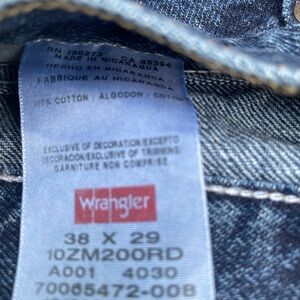 MADE IN NICARAGUA
HECHO EN NICARAGUA
FABRIQUE AU NICARAGUA
100% COTTON / ALGODON /
EXCLUSIVE OF DECORATION EXCEPTO
DECORACION EXCLUSIVE OF TRIMMING
GARNITURE NON COMPRISE
Wrangler
38 X 29
10ZM200RD
A001 4030
70065472-008